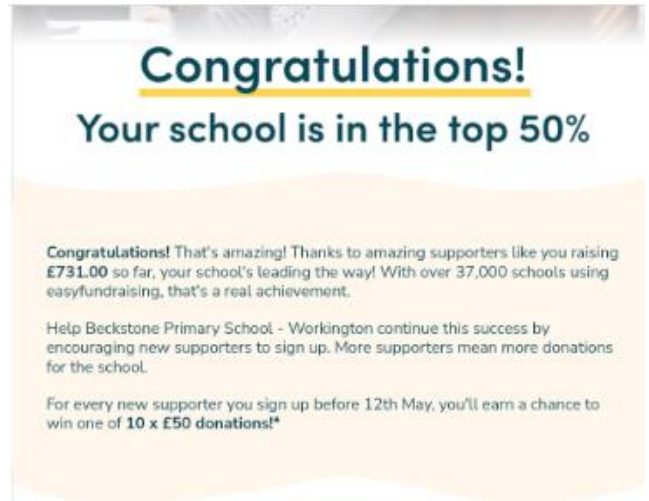 Congratulations!
Your school is in the top 50%
Congratulations! That's amazing! Thanks to amazing supporters like you raising
£731.00 so far, your school's leading the way! With over 37,000 schools using
easyfundraising, that's a real achievement.
Help Beckstone Primary School - Workington continue this success by
encouraging new supporters to sign up. More supporters mean more donations
for the school.
For every new supporter you sign up before 12th May, you'll earn a chance to
win one of 10 x £50 donations!*